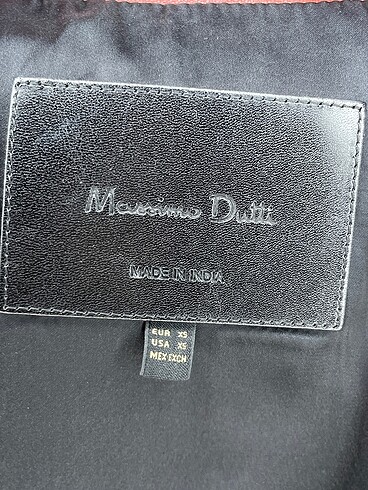 Massimo Dutti
MADE IN INDIA
EUR XS
USA XS
MEX EXCH